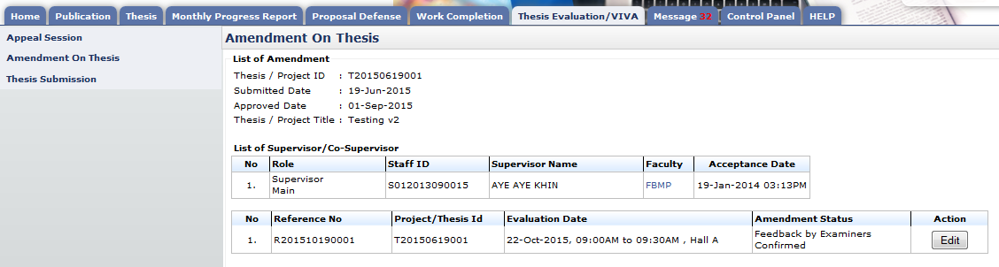 Home Publication Thesis Monthly Progress Report Proposal Defense Work Completion Thesis Evaluation/VIVA Message 32 Control Panel HELP
Appeal Session
Amendment On Thesis
Thesis Submission
Amendment On Thesis
List of Amendment
Thesis / Project ID : T20150619001
Submitted Date : 19-Jun-2015
Approved Date : 01-Sep-2015
Thesis / Project Title : Testing v2
List of Supervisor/Co-Supervisor
No Role Staff ID Supervisor Name Faculty Acceptance Date
1. Supervisor Main S012013090015 AYE AYE KHIN FBMP 19-Jan-2014 03:13PM
No Reference No Project/Thesis Id Evaluation Date Amendment Status Action
1. R201510190001 T20150619001 22-Oct-2015, 09:00AM to 09:30AM , Hall A Feedback by Examiners Confirmed Edit